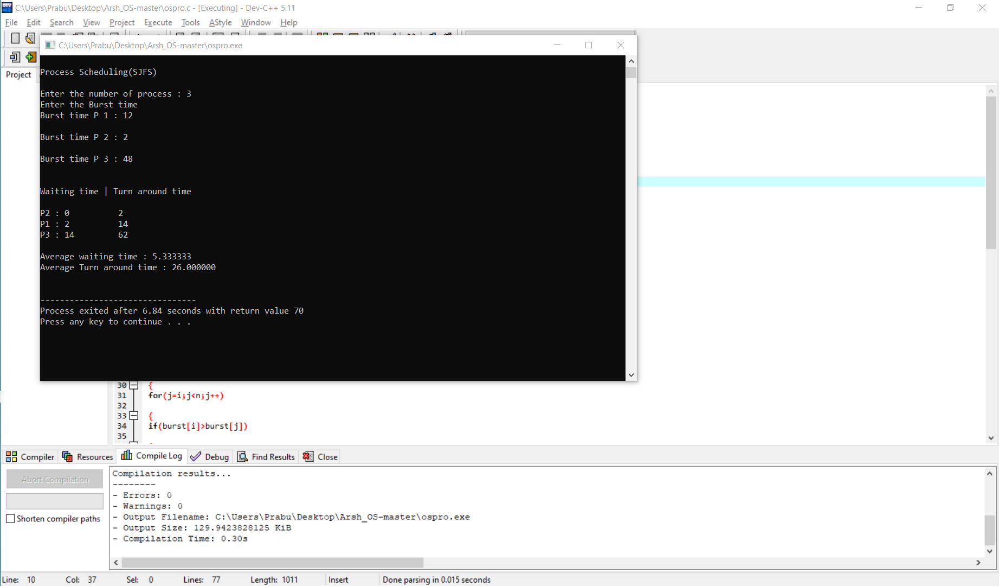 C:\Users\Prabu\Desktop\Arsh_OS-master\ospro.c - [Executing] - Dev-C++ 5.11
File Edit Search View Project Execute Tools AStyle Window Help
C:\Users\Prabu\Desktop\Arsh_OS-master\ospro.exe
Project
Process Scheduling(SJFS)
Enter the number of process : 3
Enter the Burst time
Burst time P 1 : 12
Burst time P 2 : 2
Burst time P 3 : 48
Waiting time | Turn around time
P2 : 0 2
P1 : 2 14
P3 : 14 62
Average waiting time : 5.333333
Average Turn around time : 26.000000
--------------------------------
Process exited after 6.84 seconds with return value 70
Press any key to continue . . .
30 {
31 for(j=i;j<n;j++)
32
33 {
34 if(burst[i]>burst[j])
35
Compiler Resources Compile Log Debug Find Results Close
Abort Compilation
Shorten compiler paths
Compilation results...
--------
- Errors: 0
- Warnings: 0
- Output Filename: C:\Users\Prabu\Desktop\Arsh_OS-master\ospro.exe
- Output Size: 129.9423828125 KiB
- Compilation Time: 0.30s
Line: 10 Col: 37 Sel: 0 Lines: 77 Length: 1011 Insert Done parsing in 0.015 seconds